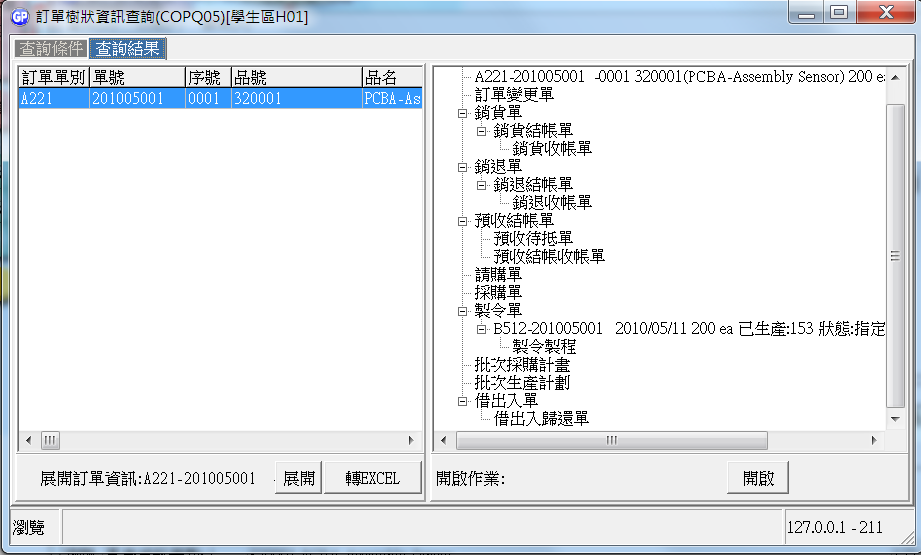 GP 訂單樹狀資訊查詢(COPQ05)[學生區H01]
查詢條件 查詢結果
訂單單別 單號 序號 品號 品名
A221 201005001 0001 320001 PCBA-As
A221-201005001 -0001 320001(PCBA-Assembly Sensor) 200 ea
訂單變更單
銷貨單
銷貨結帳單
銷貨收帳單
銷退單
銷退結帳單
銷退收帳單
預收結帳單
預收待抵單
預收結帳收帳單
請購單
採購單
製令單
B512-201005001 2010/05/11 200 ea 已生產:153 狀態:指定
製令製程
批次採購計畫
批次生產計劃
借出入單
借出入歸還單
展開訂單資訊:A221-201005001 - 展開 轉EXCEL
開啟作業: 開啟
瀏覽 127.0.0.1 - 211